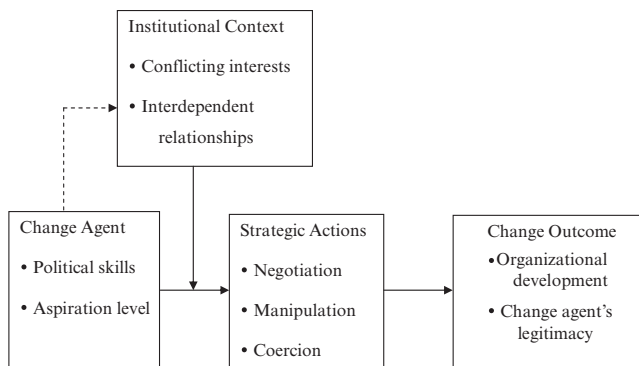 Institutional Context
• Conflicting interests
• Interdependent
relationships
Change Agent
• Political skills
• Aspiration level
Strategic Actions
• Negotiation
• Manipulation
• Coercion
Change Outcome
•Organizational
development
• Change agent's
legitimacy